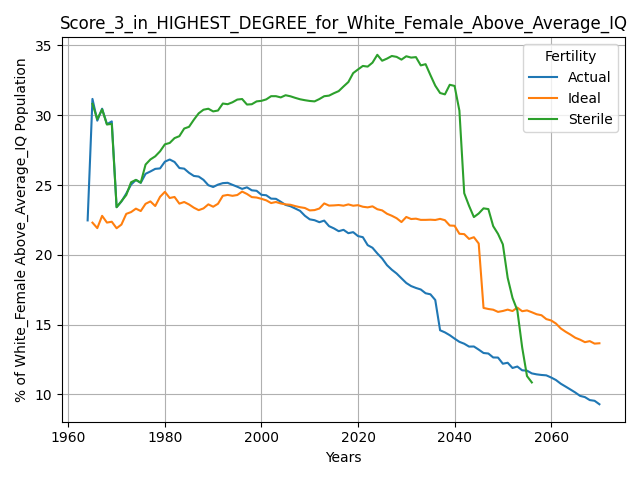 Score_3_in_HIGHEST_DEGREE_for_White_Female_Above_Average_IQ
% of White_Female Above_Average_IQ Population
35
30
25
20
15
10
Fertility
Actual
Ideal
Sterile
1960 1980 2000 2020 2040 2060
Years